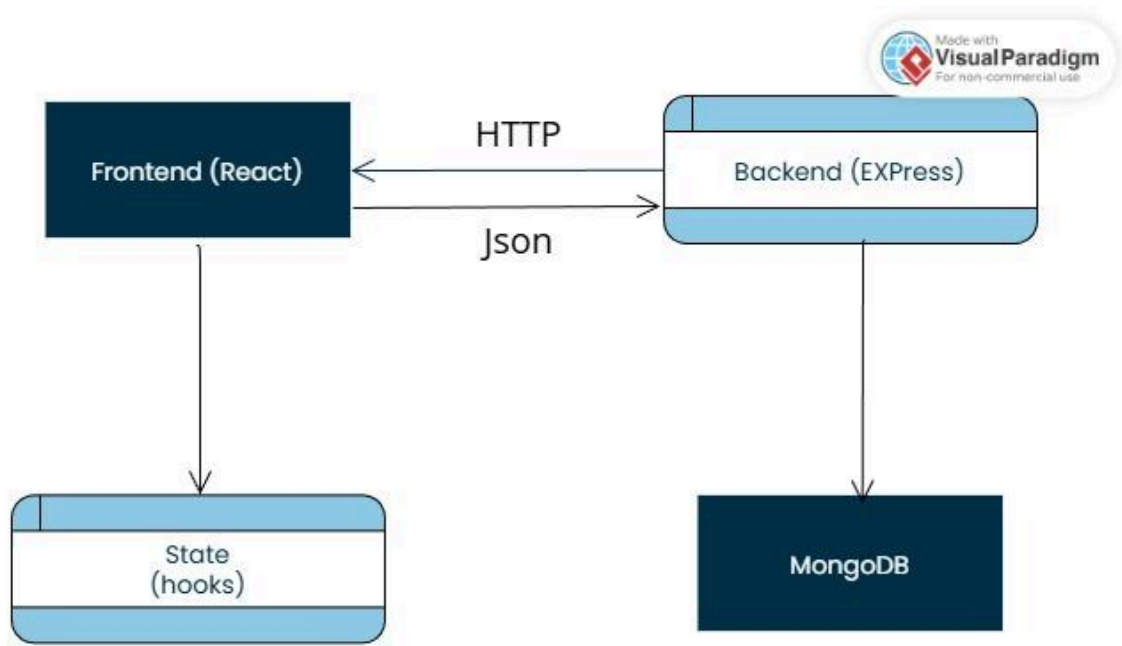 Made with
Visual Paradigm
For non-commercial use
HTTP
Frontend (React)
Backend (EXPress)
Json
State
(hooks)
MongoDB